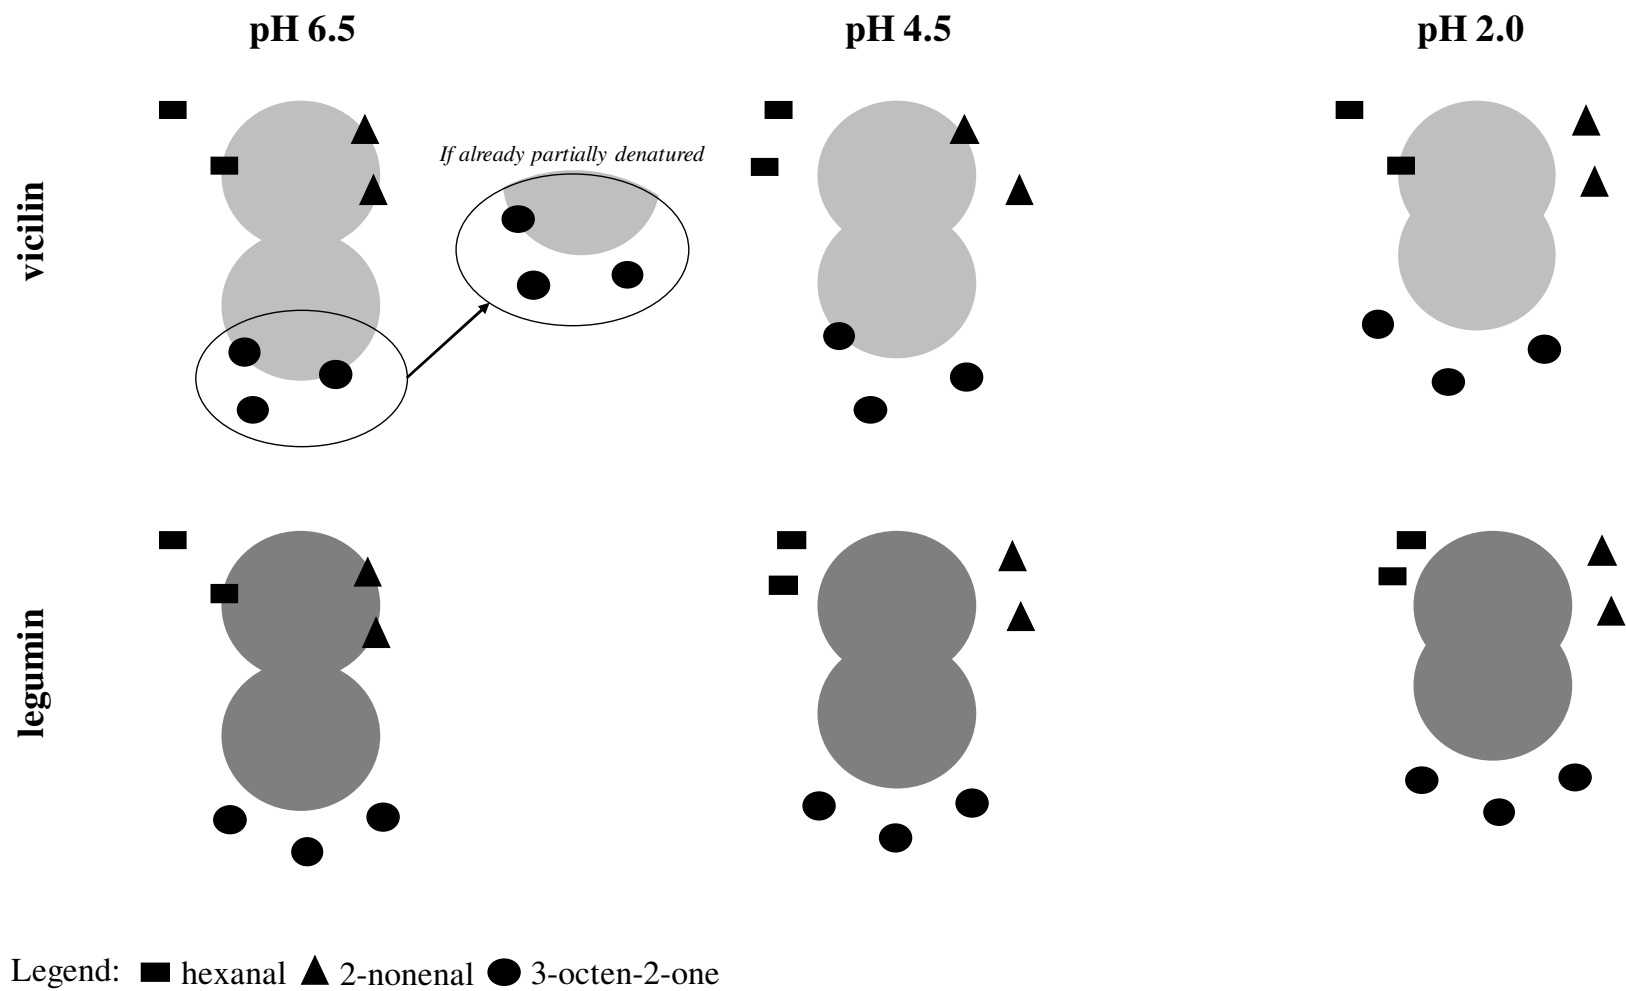 pH 6.5
pH 4.5
pH 2.0
vicilin
If already partially denatured
legumin
Legend: hexanal 2-nonenal 3-octen-2-one